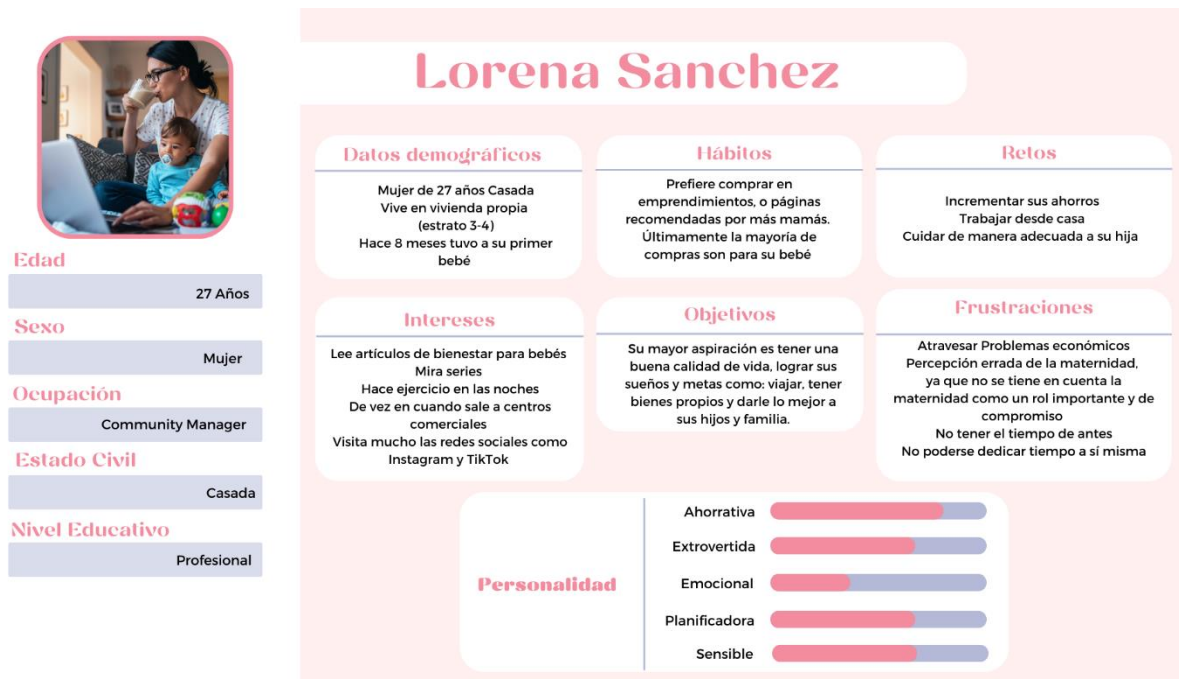 Lorena Sanchez
Edad
27 Años
Sexo
Mujer
Ocupación
Community Manager
Estado Civil
Casada
Nivel Educativo
Profesional
Datos demográficos
Mujer de 27 años Casada
Vive en vivienda propia
(estrato 3-4)
Hace 8 meses tuvo a su primer
bebé
Hábitos
Prefiere comprar en
emprendimientos, o páginas
recomendadas por más mamás.
Últimamente la mayoría de
compras son para su bebé
Retos
Incrementar sus ahorros
Trabajar desde casa
Cuidar de manera adecuada a su hija
Intereses
Lee artículos de bienestar para bebés
Mira series
Hace ejercicio en las noches
De vez en cuando sale a centros
comerciales
Visita mucho las redes sociales como
Instagram y TikTok
Objetivos
Su mayor aspiración es tener una
buena calidad de vida, lograr sus
sueños y metas como: viajar, tener
bienes propios y darle lo mejor a
sus hijos y familia.
Frustraciones
Atravesar Problemas económicos
Percepción errada de la maternidad,
ya que no se tiene en cuenta la
maternidad como un rol importante y de
compromiso
No tener el tiempo de antes
No poderse dedicar tiempo a sí misma
Personalidad
Ahorrativa
Extrovertida
Emocional
Planificadora
Sensible